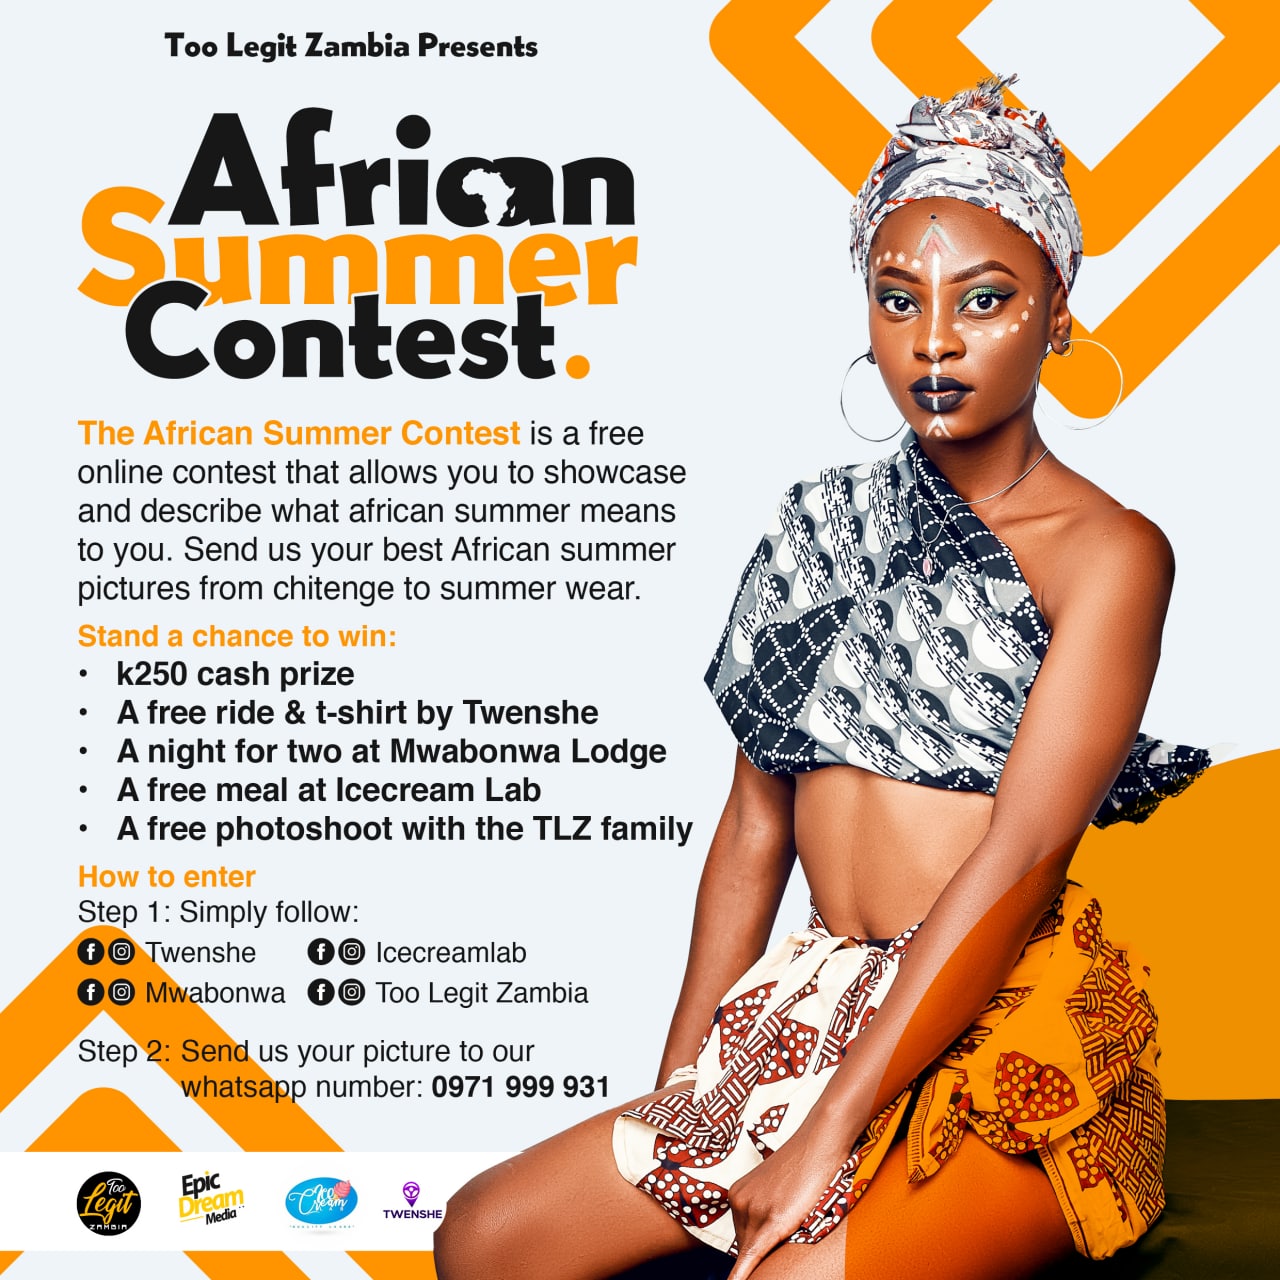 Too Legit Zambia Presents
African
Summer
Contest.
The African Summer Contest is a free
online contest that allows you to showcase
and describe what african summer means
to you. Send us your best African summer
pictures from chitenge to summer wear.
Stand a chance to win:
• k250 cash prize
• A free ride & t-shirt by Twenshe
• A night for two at Mwabonwa Lodge
• A free meal at Icecream Lab
• A free photoshoot with the TLZ family
How to enter
Step 1: Simply follow:
Twenshe Icecreamlab
Mwabonwa Too Legit Zambia
Step 2: Send us your picture to our
whatsapp number: 0971 999 931
Too
Legit
ZAMBIA
Epic
Dream
Media
Ice
Cream
TWENSHE